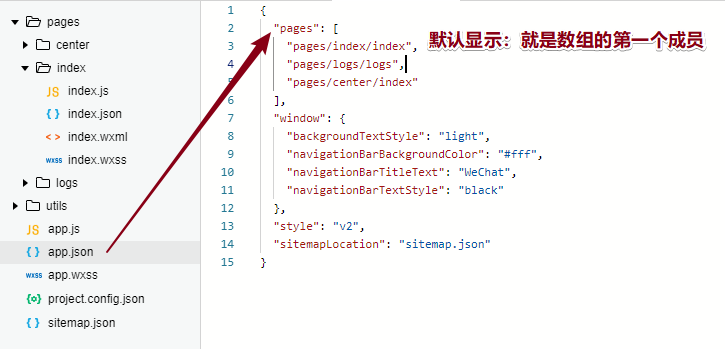 pages
center
index
JS index.js
{ } index.json
< > index.wxml
wxss index.wxss
logs
utils
JS app.js
{ } app.json
wxss app.wxss
{o} project.config.json
{ } sitemap.json
1 {
2 "pages": [
3 "pages/index/index",
4 "pages/logs/logs",
5 "pages/center/index"
6 ],
7 "window": {
8 "backgroundTextStyle": "light",
9 "navigationBarBackgroundColor": "#fff",
10 "navigationBarTitleText": "WeChat",
11 "navigationBarTextStyle": "black"
12 },
13 "style": "v2",
14 "sitemapLocation": "sitemap.json"
15 }
默认显示：就是数组的第一个成员